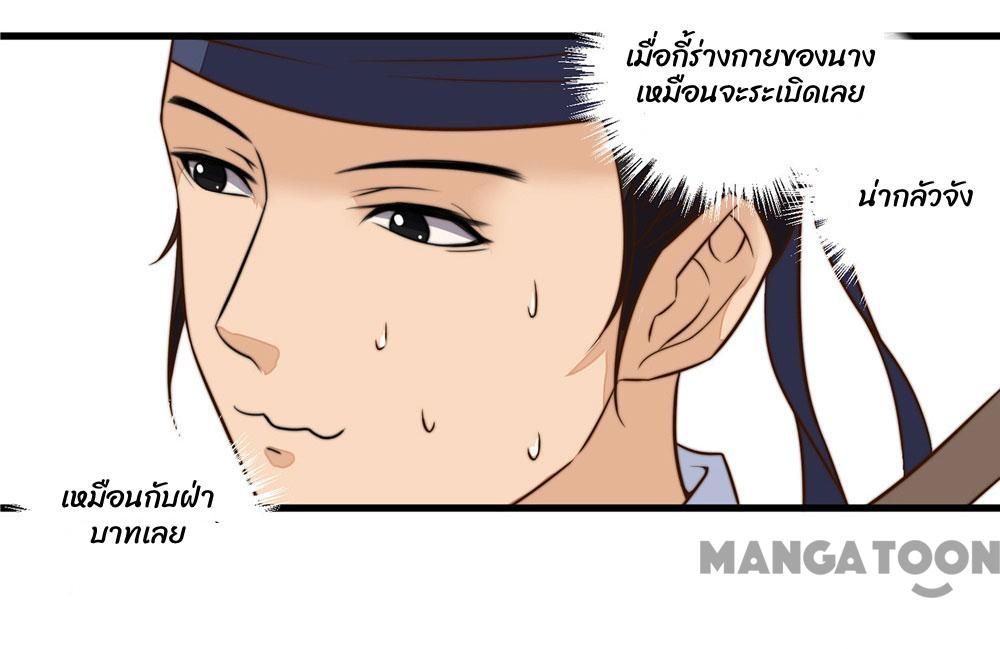 เมื่อกี้ร่างกายของนาง
เหมือนจะระเบิดเลย
น่ากลัวจัง
เหมือนกับฝ่า
บาทเลย
MANGATOON